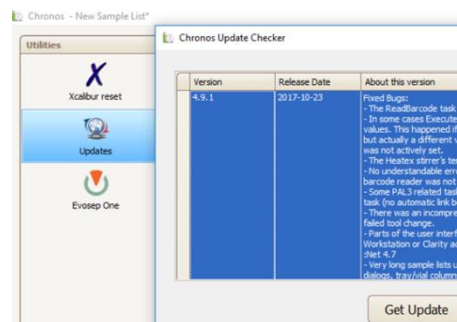 Chronos - New Sample List*
Utilities
Xcalibur reset
Updates
Evosep One
Chronos Update Checker
Version Release Date About this version
4.9.1 2017-10-23 Fixed Bugs:
- The ReadBarcode task
- In some cases Execute
values. This happened if
but actually a different v
was not actively set.
- The Heatex stirrer's te
- No understandable erro
barcode reader was not
- Some PAL3 related task
task (no automatic link b
- There was an incompre
failed tool change.
- Parts of the user interf
Workstation or Clarity ac
:Net 4.7
- Very long sample lists u
dialogs, tray/vial column
Get Update